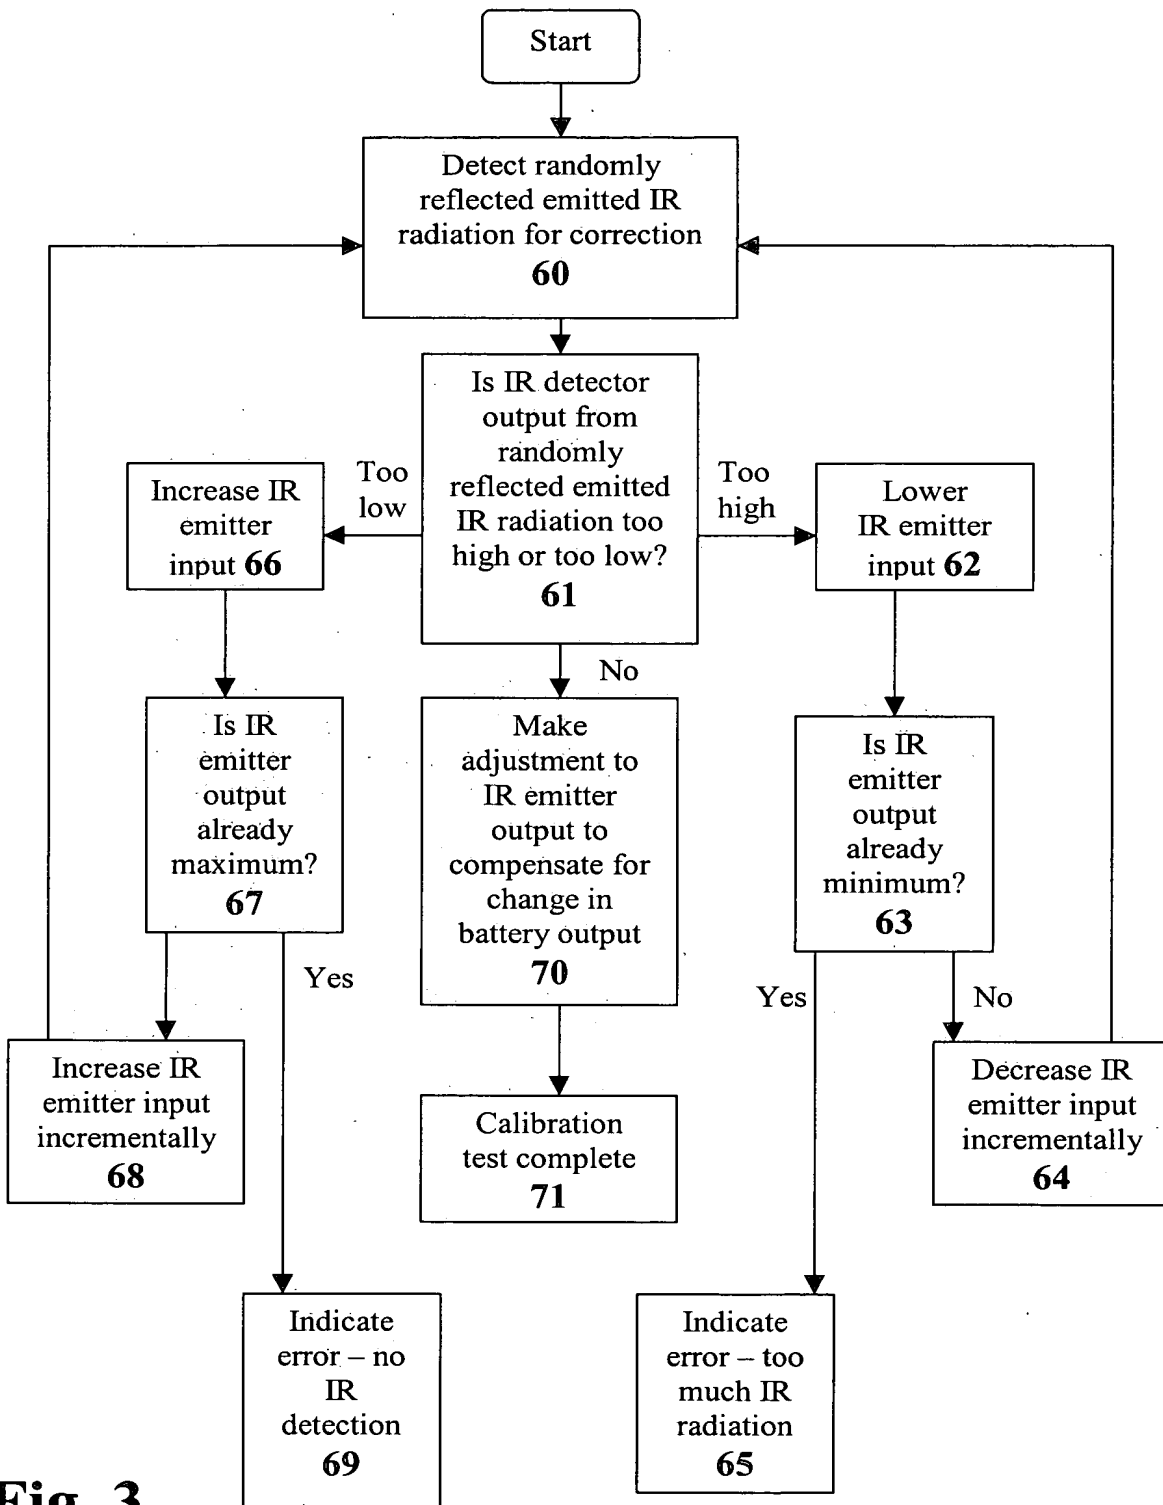 Start
Detect randomly
reflected emitted IR
radiation for correction
60
Is IR detector
output from
randomly
reflected emitted
IR radiation too
high or too low?
61
Too
low
Too
high
Increase IR
emitter
input 66
Lower
IR emitter
input 62
No
Is IR
emitter
output
already
maximum?
67
Make
adjustment to
IR emitter
output to
compensate for
change in
battery output
70
Is IR
emitter
output
already
minimum?
63
Yes
Yes
No
Increase IR
emitter input
incrementally
68
Calibration
test complete
71
Decrease IR
emitter input
incrementally
64
Indicate
error – no
IR
detection
69
Indicate
error – too
much IR
radiation
65
Fig. 3